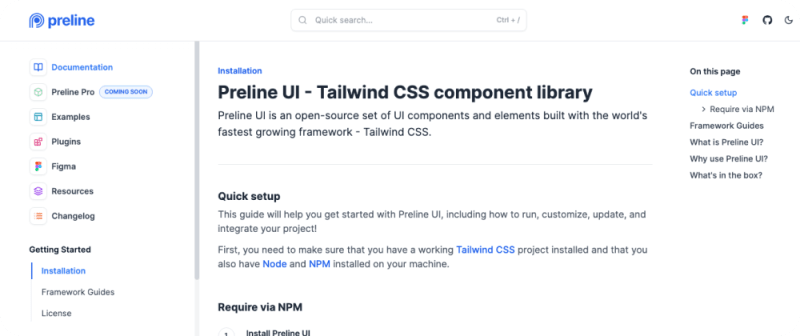 preline
Quick search...
Ctrl + /
Documentation
Preline Pro COMING SOON
Examples
Plugins
Figma
Resources
Changelog
Getting Started
Installation
Framework Guides
License
Installation
Preline UI - Tailwind CSS component library
Preline UI is an open-source set of UI components and elements built with the world's
fastest growing framework - Tailwind CSS.
Quick setup
This guide will help you get started with Preline UI, including how to run, customize, update, and
integrate your project!
First, you need to make sure that you have a working Tailwind CSS project installed and that you
also have Node and NPM installed on your machine.
Require via NPM
1 Install Preline UI
On this page
Quick setup
Require via NPM
Framework Guides
What is Preline UI?
Why use Preline UI?
What's in the box?